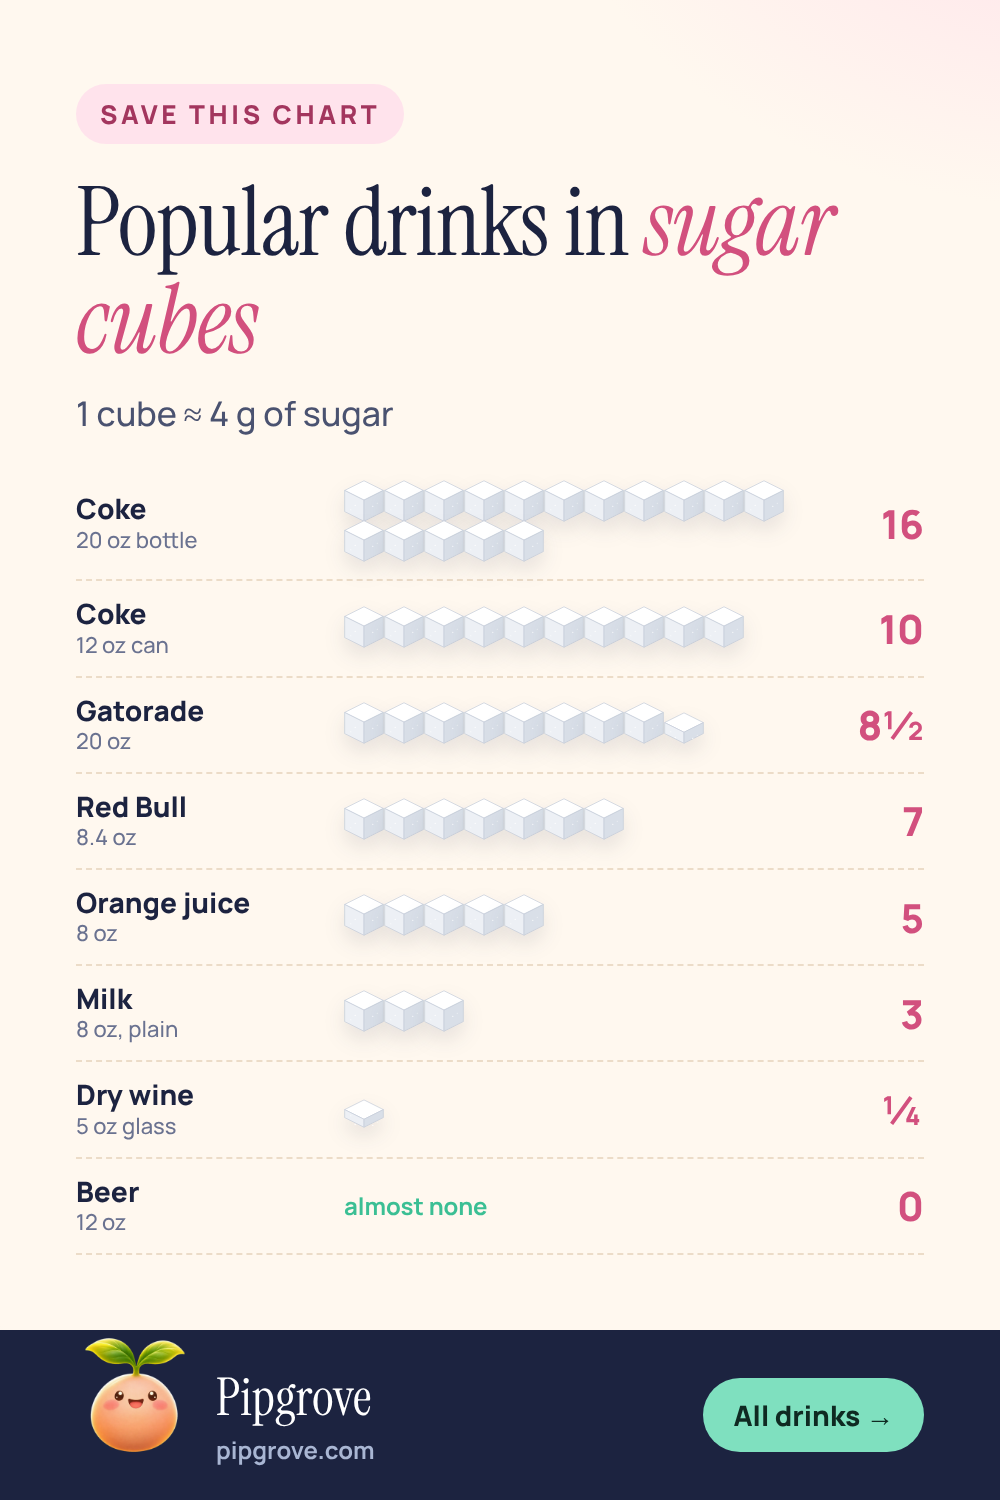 SAVE THIS CHART
Popular drinks in sugar
cubes
1 cube ≈ 4 g of sugar
Coke
20 oz bottle
16
Coke
12 oz can
10
Gatorade
20 oz
8½
Red Bull
8.4 oz
7
Orange juice
8 oz
5
Milk
8 oz, plain
3
Dry wine
5 oz glass
¼
Beer
12 oz
almost none
0
Pipgrove
pipgrove.com
All drinks →